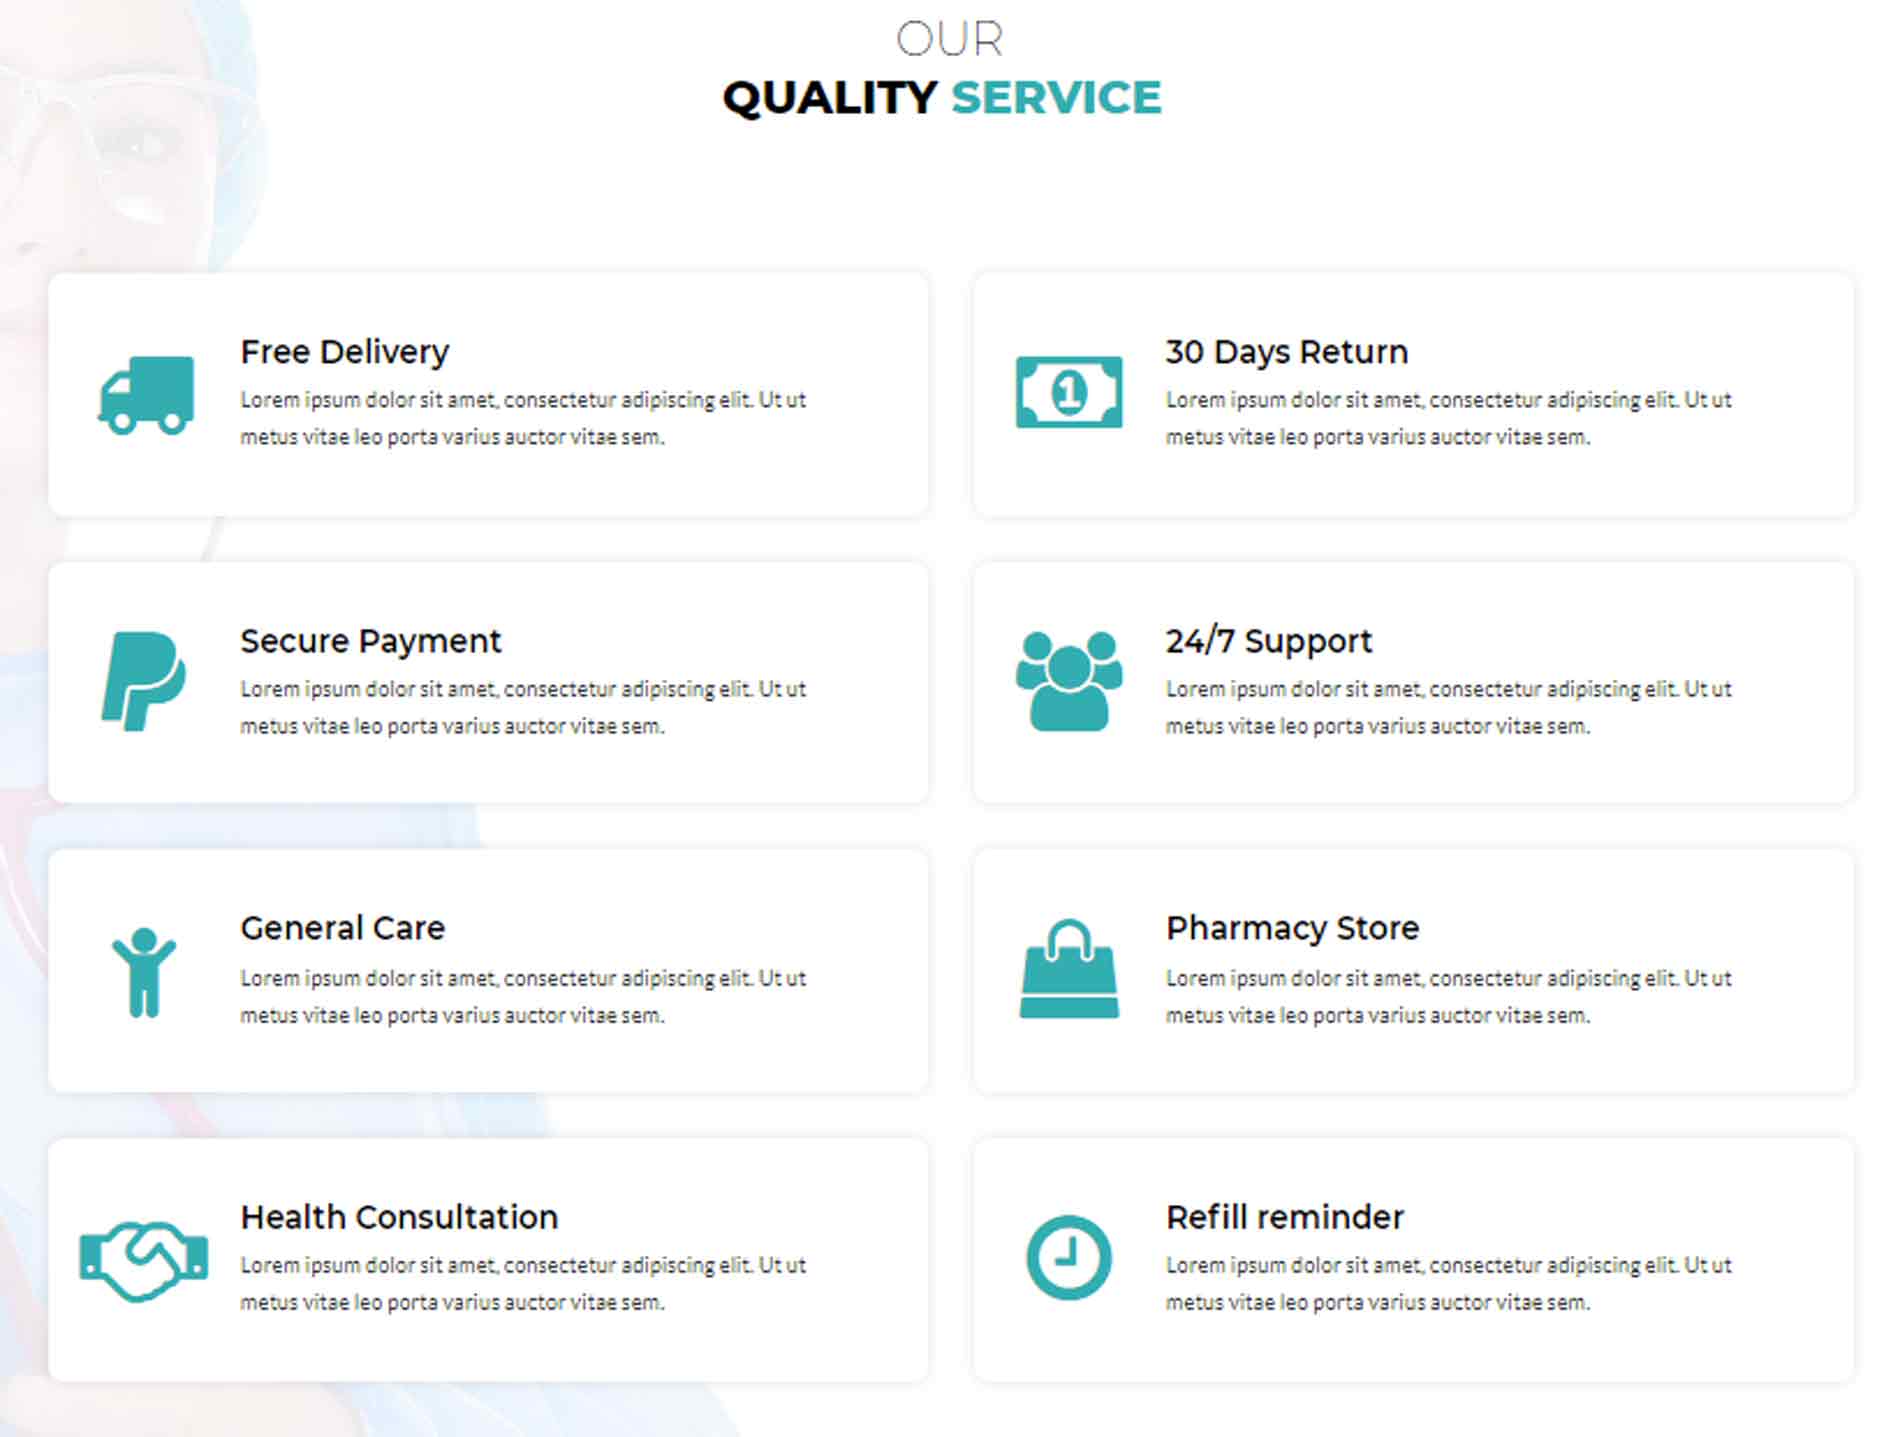 OUR
QUALITY SERVICE
Free Delivery
Lorem ipsum dolor sit amet, consectetur adipiscing elit. Ut ut
metus vitae leo porta varius auctor vitae sem.
1
30 Days Return
Lorem ipsum dolor sit amet, consectetur adipiscing elit. Ut ut
metus vitae leo porta varius auctor vitae sem.
Secure Payment
Lorem ipsum dolor sit amet, consectetur adipiscing elit. Ut ut
metus vitae leo porta varius auctor vitae sem.
24/7 Support
Lorem ipsum dolor sit amet, consectetur adipiscing elit. Ut ut
metus vitae leo porta varius auctor vitae sem.
General Care
Lorem ipsum dolor sit amet, consectetur adipiscing elit. Ut ut
metus vitae leo porta varius auctor vitae sem.
Pharmacy Store
Lorem ipsum dolor sit amet, consectetur adipiscing elit. Ut ut
metus vitae leo porta varius auctor vitae sem.
Health Consultation
Lorem ipsum dolor sit amet, consectetur adipiscing elit. Ut ut
metus vitae leo porta varius auctor vitae sem.
Refill reminder
Lorem ipsum dolor sit amet, consectetur adipiscing elit. Ut ut
metus vitae leo porta varius auctor vitae sem.